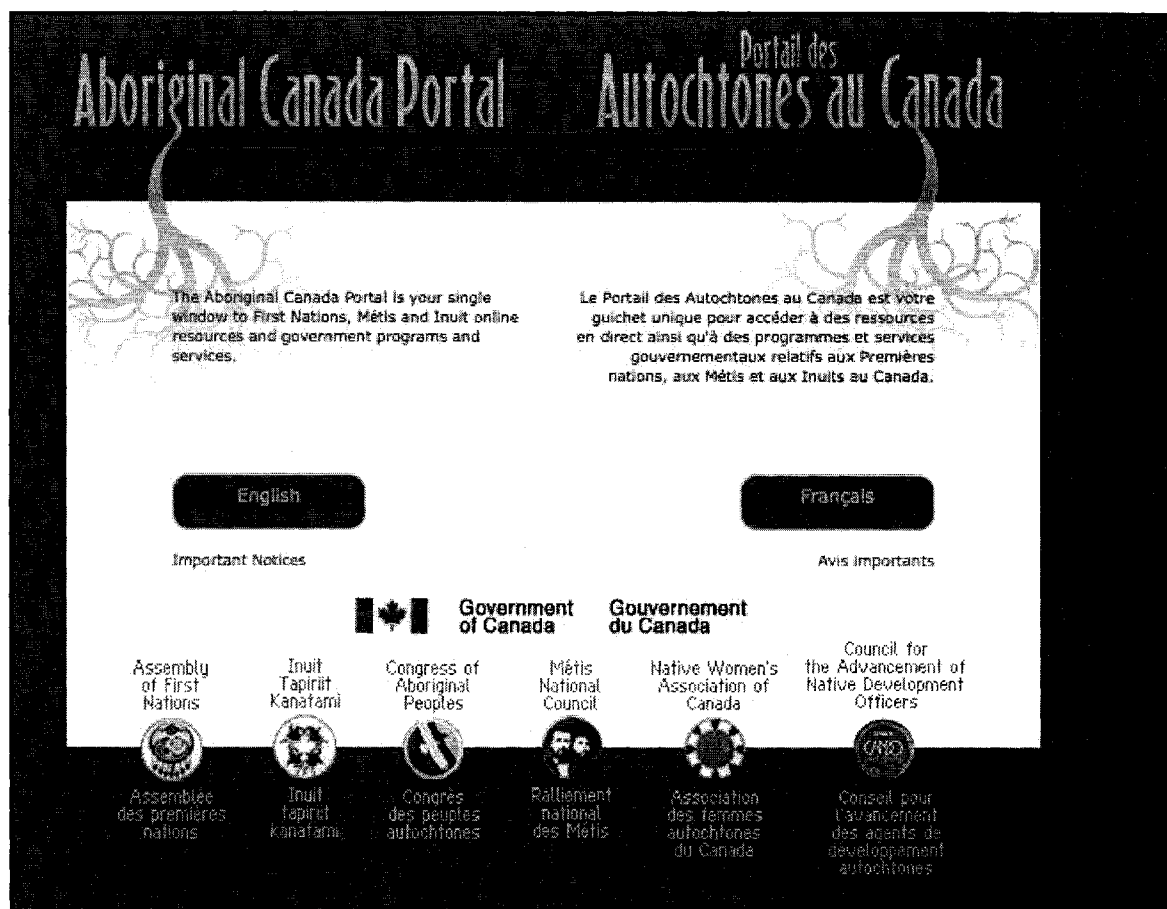 Aboriginal Canada Portal
Portail des
Autochtones au Canada
The Aboriginal Canada Portal is your single
window to First Nations, Métis and Inuit online
resources and government programs and
services.
Le Portail des Autochtones au Canada est votre
guichet unique pour accéder à des ressources
en direct ainsi qu'à des programmes et services
gouvernementaux relatifs aux Premières
nations, aux Métis et aux Inuits au Canada.
English
Français
Important Notices
Avis importants
Government
of Canada
Gouvernement
du Canada
Assembly
of First
Nations
Inuit
Tapiriit
Kanatami
Congress of
Aboriginal
Peoples
Métis
National
Council
Native Women's
Association of
Canada
Council for
the Advancement of
Native Development
Officers
CANDO
Assemblée
des premières
nations
Inuit
Tapiriit
Kanatami
Congrès
des peuples
autochtones
Ralliement
national
des Métis
Association
des femmes
autochtones
du Canada
Conseil pour
l'avancement
des agents de
développement
autochtones